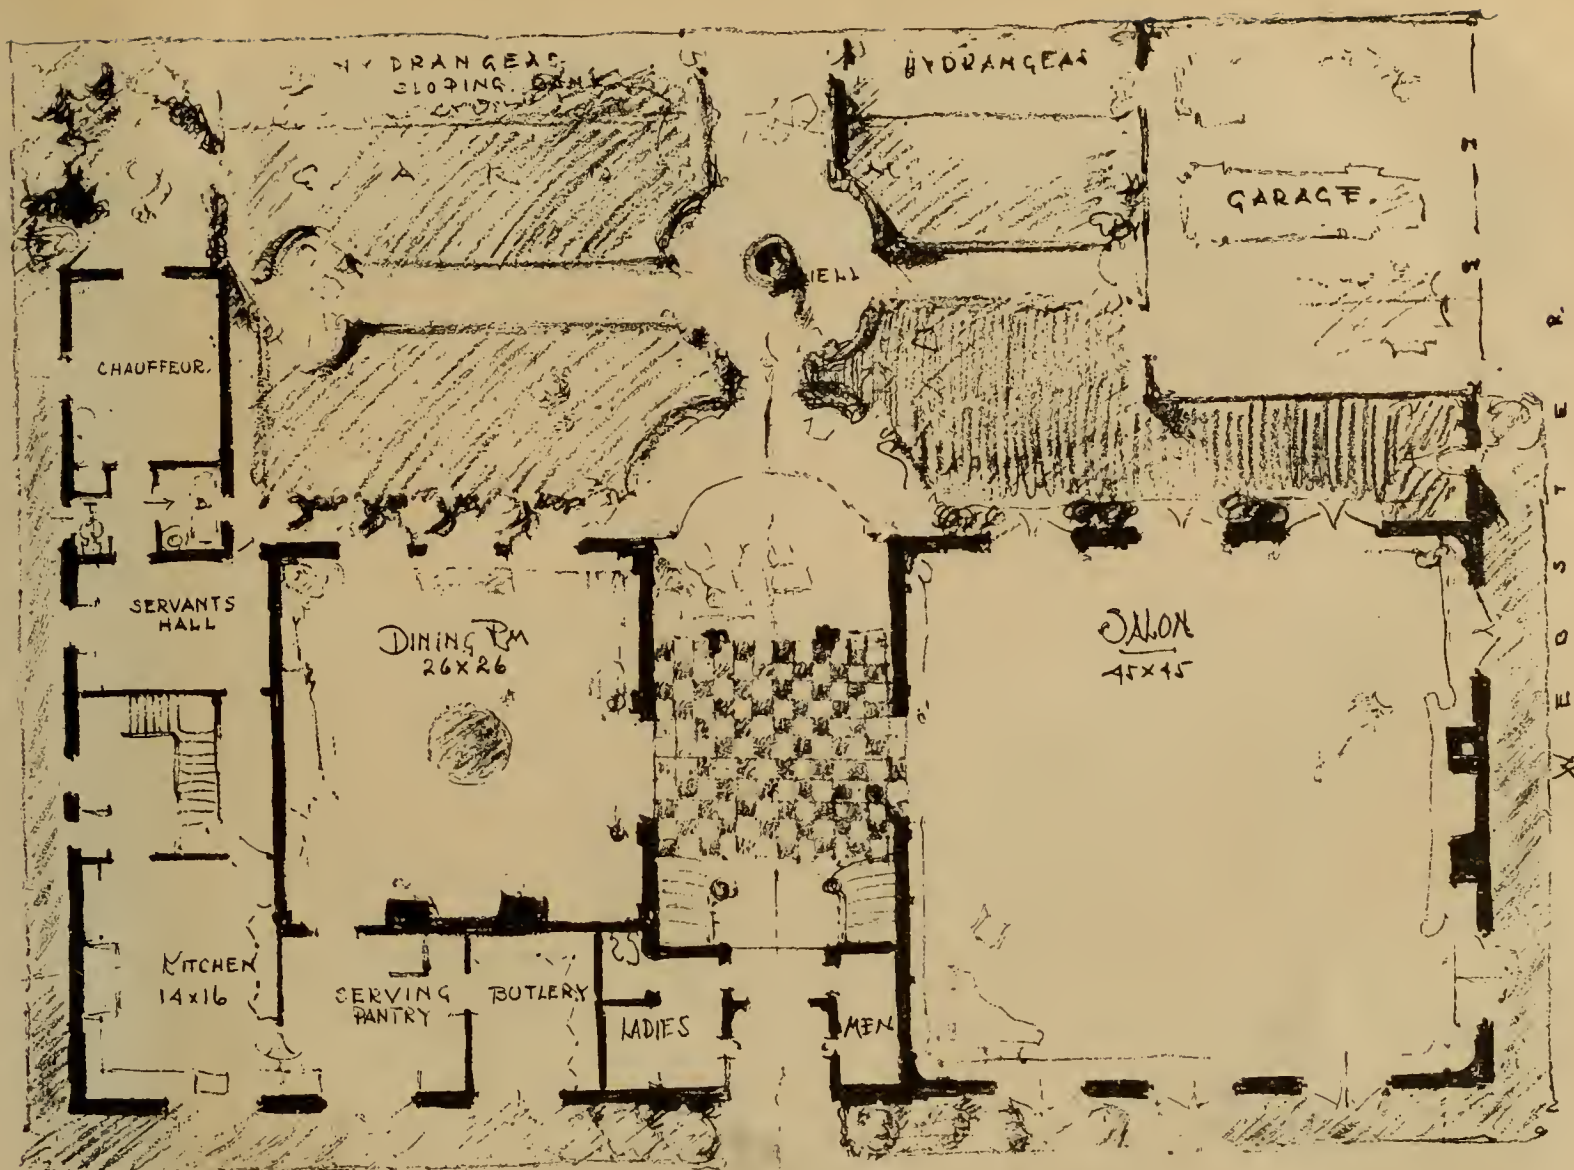 HYDRANGEAS
SLOPING BANK
HYDRANGEAS
GARAGE.
WELL
CHAUFFEUR.
D.
SERVANTS
HALL
DINING RM
26X26
SALON
45X45
KITCHEN
14X16
SERVING
PANTRY
BUTLERY
LADIES
MEN